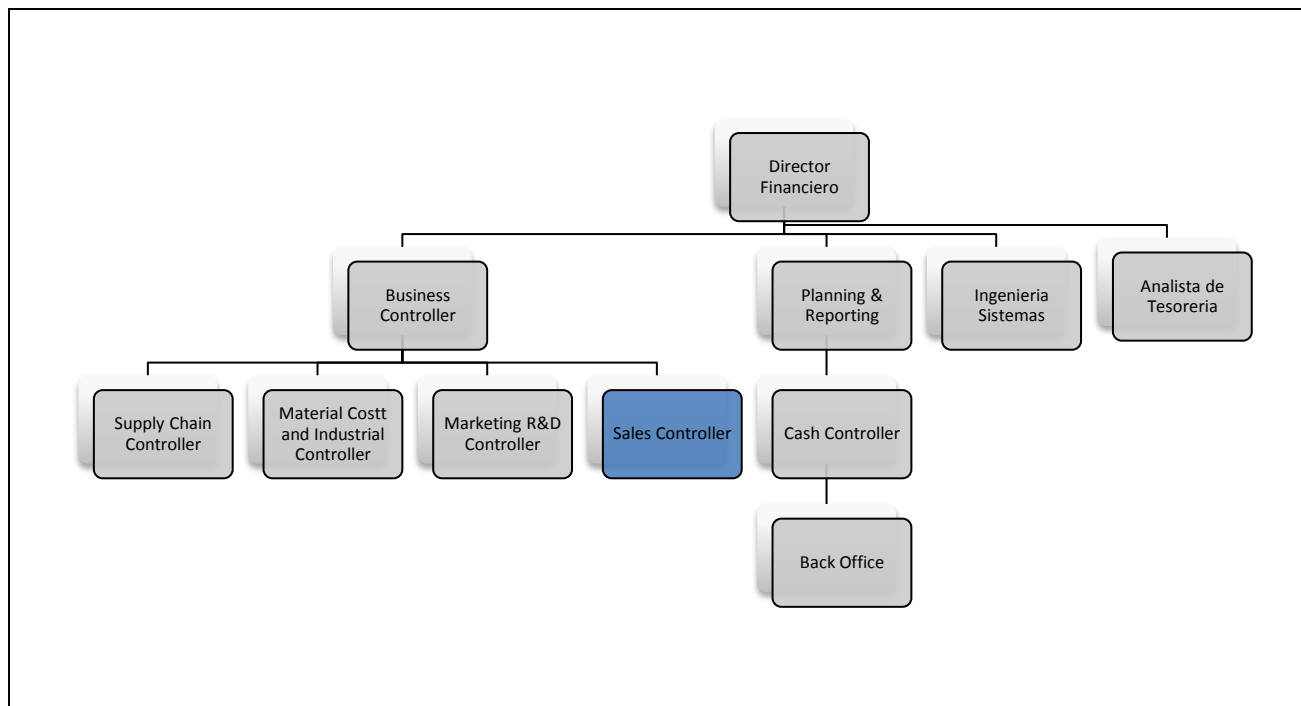 Director
Financiero
Business
Controller
Planning &
Reporting
Ingenieria
Sistemas
Analista de
Tesoreria
Supply Chain
Controller
Material Costt
and Industrial
Controller
Marketing R&D
Controller
Sales Controller
Cash Controller
Back Office